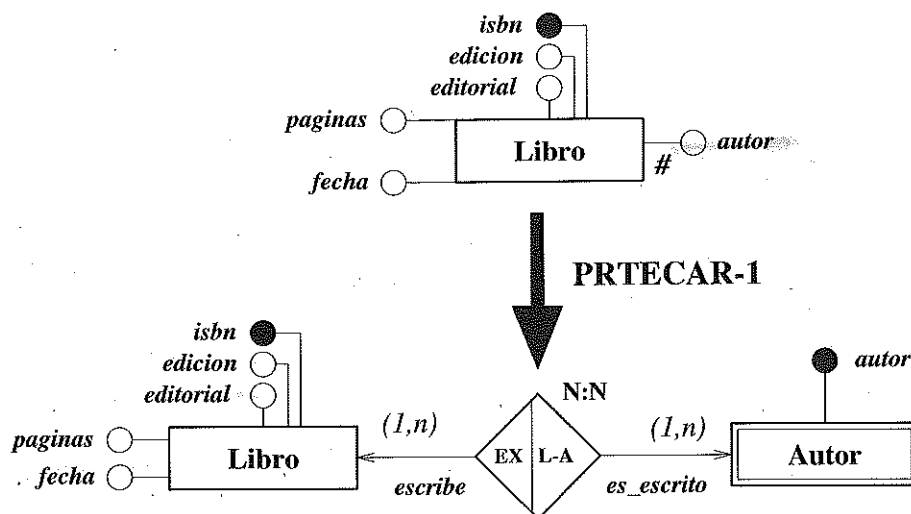 isbn
edicion
editorial
paginas
Libro
# autor
fecha
PRTECAR-1
isbn
edicion
editorial
N:N
autor
paginas
(1,n)
(1,n)
Libro
EX L-A
Autor
fecha
escribe
es_escrito